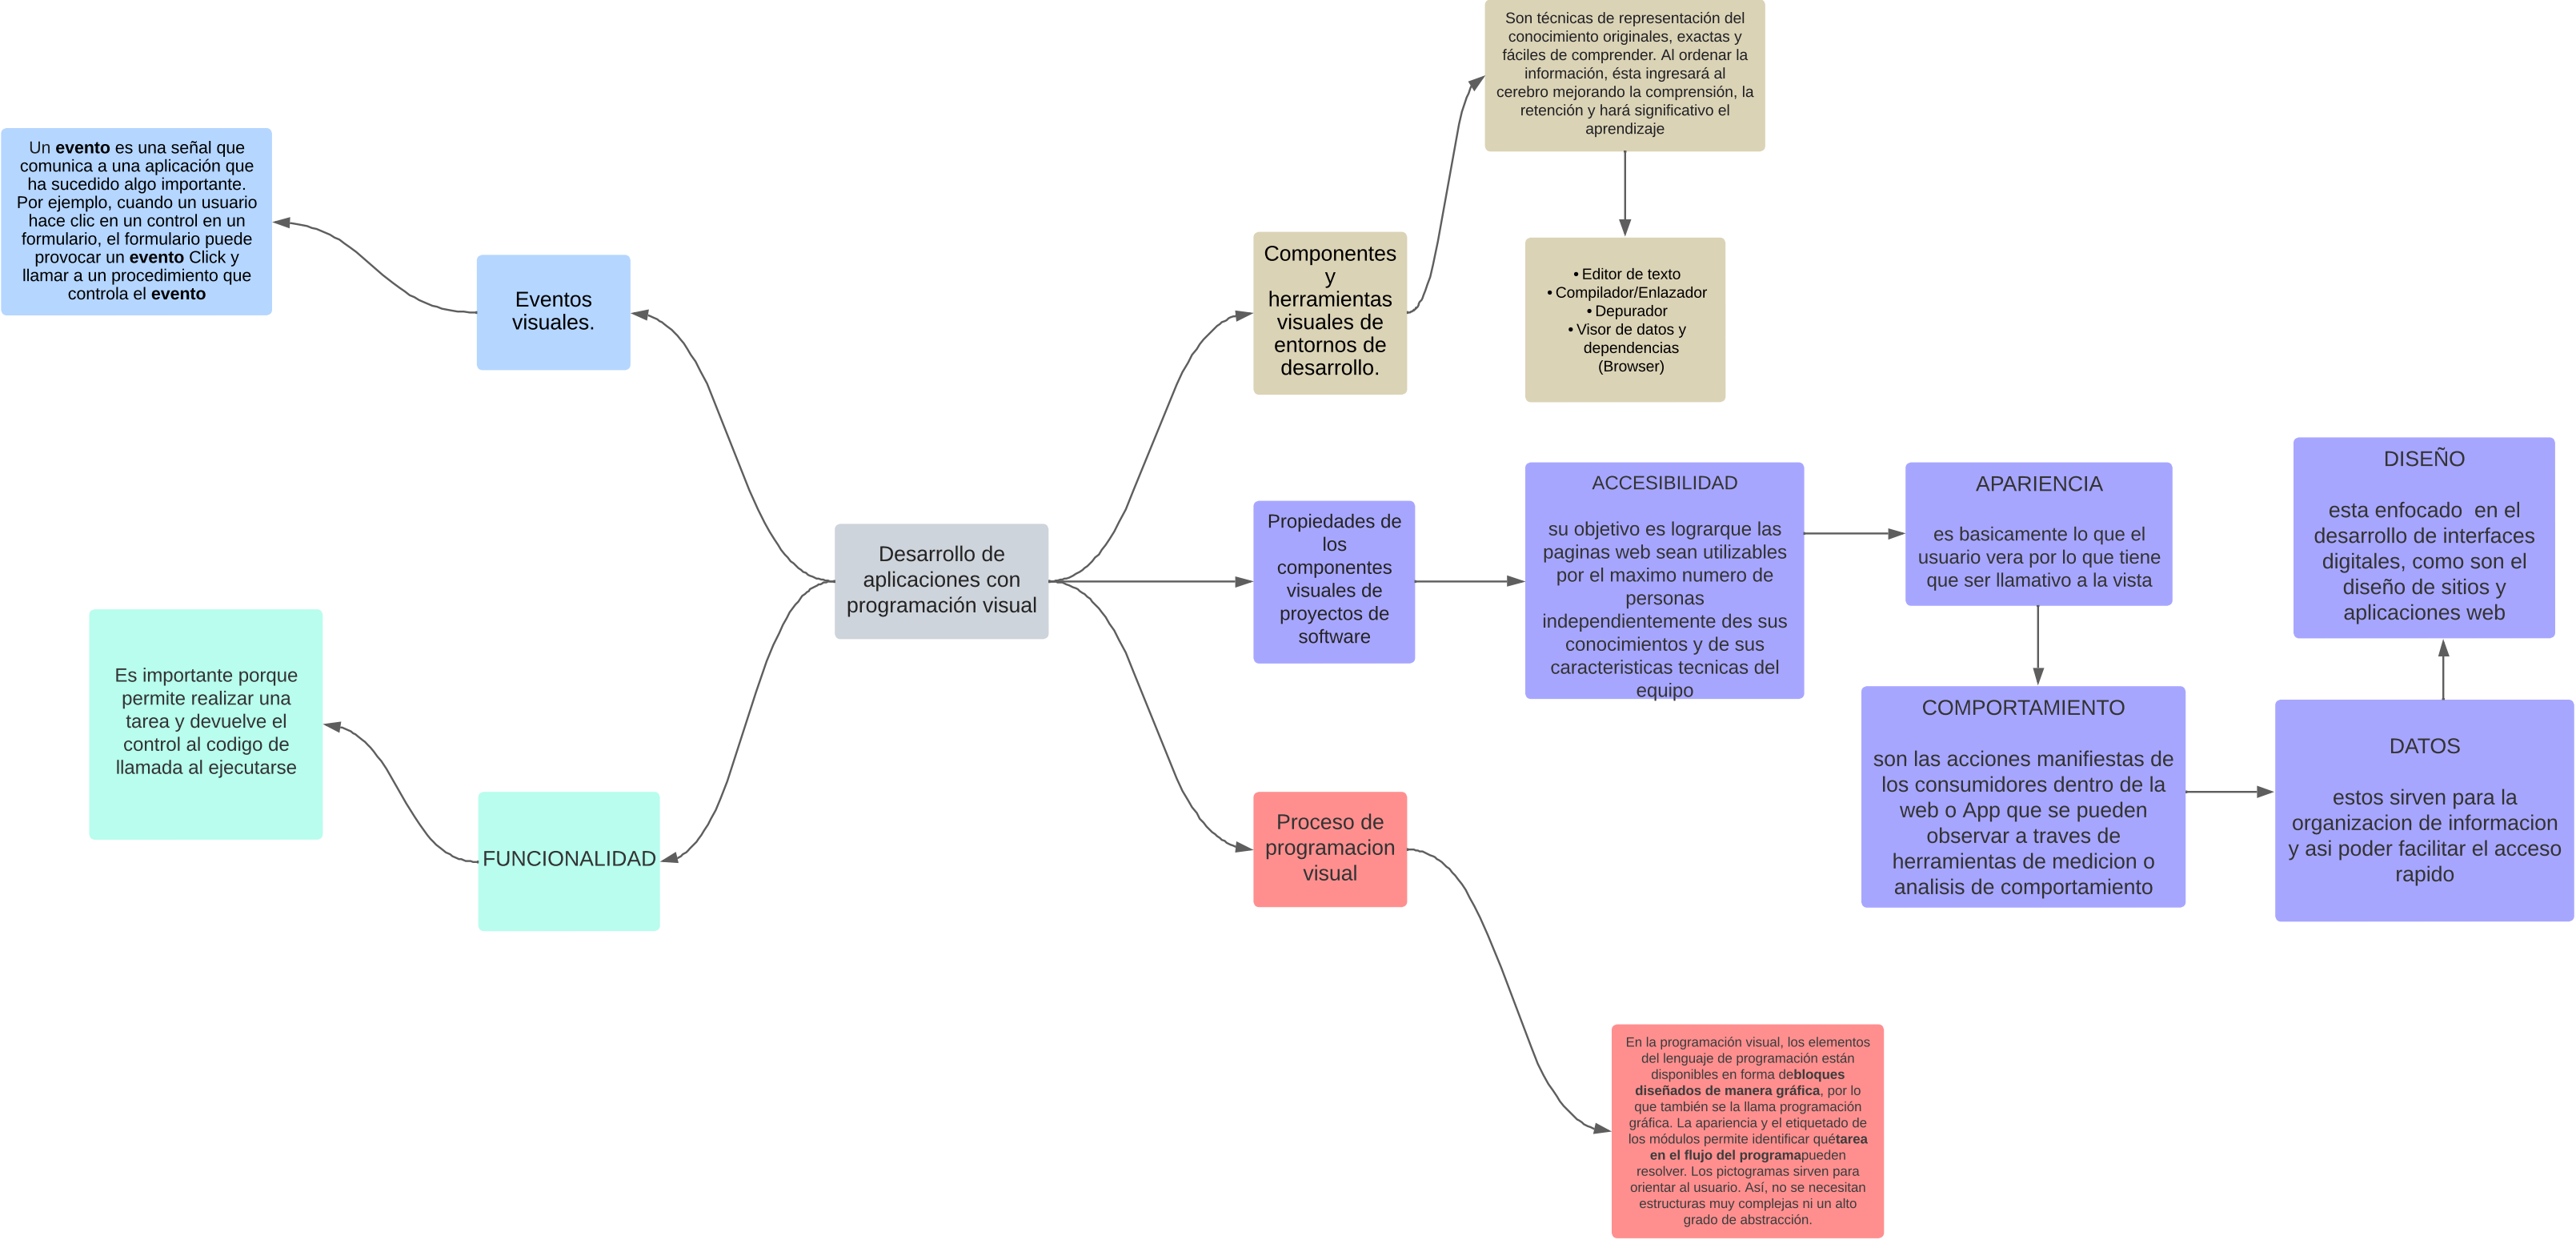 Son técnicas de representación del
conocimiento originales, exactas y
fáciles de comprender. Al ordenar la
información, ésta ingresará al
cerebro mejorando la comprensión, la
retención y hará significativo el
aprendizaje
Un evento es una señal que
comunica a una aplicación que
ha sucedido algo importante.
Por ejemplo, cuando un usuario
hace clic en un control en un
formulario, el formulario puede
provocar un evento Click y
llamar a un procedimiento que
controla el evento
Eventos
visuales.
Componentes
y
herramientas
visuales de
entornos de
desarrollo.
• Editor de texto
• Compilador/Enlazador
• Depurador
• Visor de datos y
dependencias
(Browser)
Desarrollo de
aplicaciones con
programación visual
Propiedades de
los
componentes
visuales de
proyectos de
software
ACCESIBILIDAD
su objetivo es lograrque las
paginas web sean utilizables
por el maximo numero de
personas
independientemente des sus
conocimientos y de sus
caracteristicas tecnicas del
equipo
APARIENCIA
es basicamente lo que el
usuario vera por lo que tiene
que ser llamativo a la vista
DISEÑO
esta enfocado  en el
desarrollo de interfaces
digitales, como son el
diseño de sitios y
aplicaciones web
COMPORTAMIENTO
son las acciones manifiestas de
los consumidores dentro de la
web o App que se pueden
observar a traves de
herramientas de medicion o
analisis de comportamiento
DATOS
estos sirven para la
organizacion de informacion
y asi poder facilitar el acceso
rapido
Es importante porque
permite realizar una
tarea y devuelve el
control al codigo de
llamada al ejecutarse
FUNCIONALIDAD
Proceso de
programacion
visual
En la programación visual, los elementos
del lenguaje de programación están
disponibles en forma debloques
diseñados de manera gráfica, por lo
que también se la llama programación
gráfica. La apariencia y el etiquetado de
los módulos permite identificar quétarea
en el flujo del programapueden
resolver. Los pictogramas sirven para
orientar al usuario. Así, no se necesitan
estructuras muy complejas ni un alto
grado de abstracción.